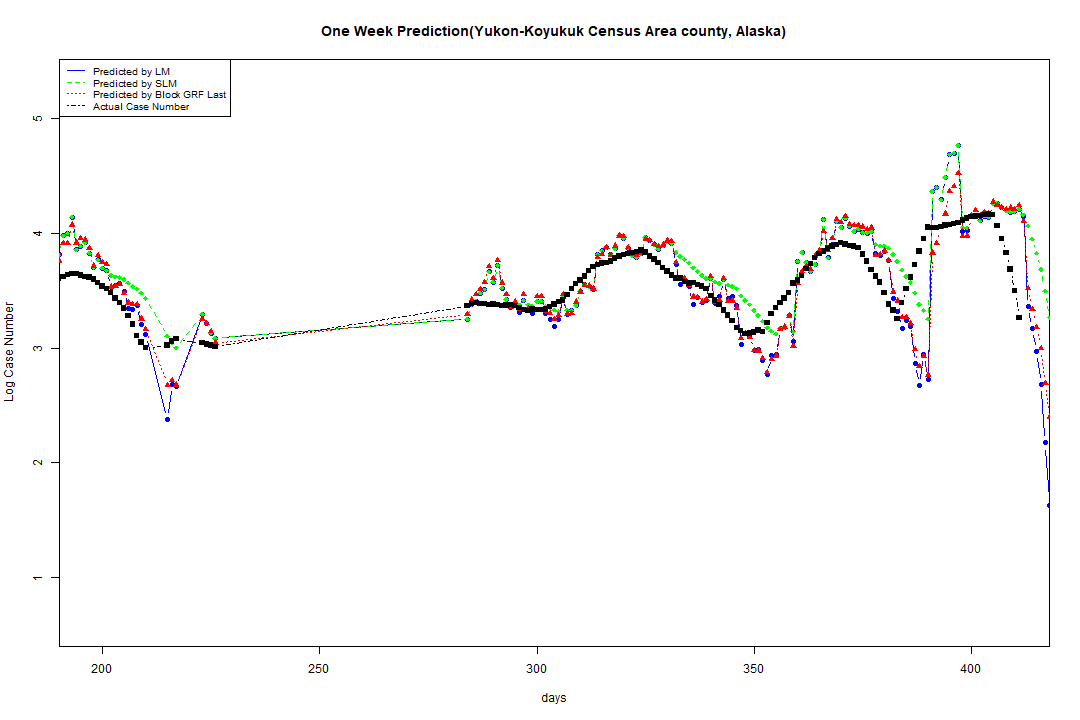 One Week Prediction(Yukon-Koyukuk Census Area county, Alaska)
Predicted by LM
Predicted by SLM
Predicted by Block GRF Last
Actual Case Number
5
4
3
2
1
Log Case Number
200 250 300 350 400
days